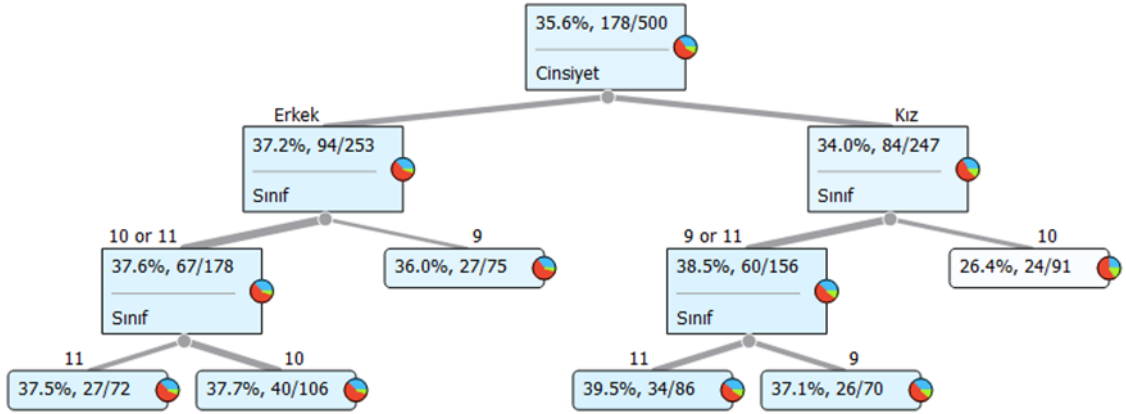 35.6%, 178/500
Cinsiyet
Erkek
Kız
37.2%, 94/253
Sınıf
34.0%, 84/247
Sınıf
10 or 11
9
9 or 11
10
37.6%, 67/178
Sınıf
36.0%, 27/75
38.5%, 60/156
Sınıf
26.4%, 24/91
11
10
11
9
37.5%, 27/72
37.7%, 40/106
39.5%, 34/86
37.1%, 26/70